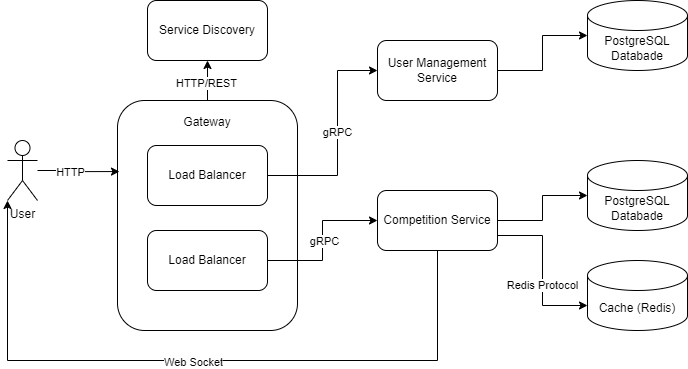 Service Discovery
HTTP/REST
Gateway
Load Balancer
Load Balancer
HTTP
User
gRPC
gRPC
User Management
Service
PostgreSQL
Databade
Competition Service
PostgreSQL
Databade
Redis Protocol
Cache (Redis)
Web Socket